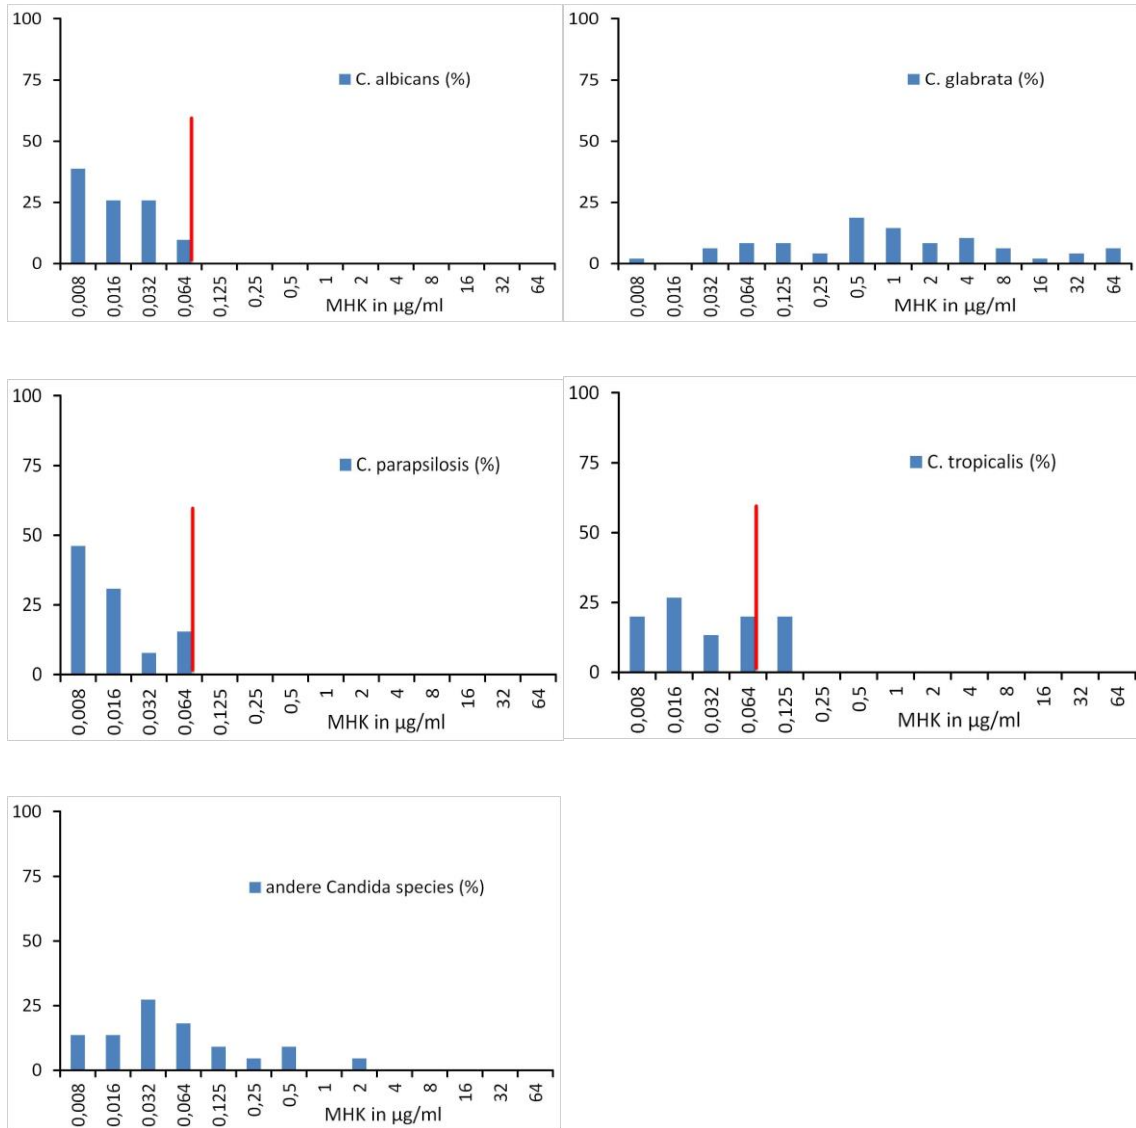 100
75
50
25
0
C. albicans (%)
0,008 0,016 0,032 0,064 0,125 0,25 0,5 1 2 4 8 16 32 64
MHK in µg/ml
100
75
50
25
0
C. glabrata (%)
0,008 0,016 0,032 0,064 0,125 0,25 0,5 1 2 4 8 16 32 64
MHK in µg/ml
100
75
50
25
0
C. parapsilosis (%)
0,008 0,016 0,032 0,064 0,125 0,25 0,5 1 2 4 8 16 32 64
MHK in µg/ml
100
75
50
25
0
C. tropicalis (%)
0,008 0,016 0,032 0,064 0,125 0,25 0,5 1 2 4 8 16 32 64
MHK in µg/ml
100
75
50
25
0
andere Candida species (%)
0,008 0,016 0,032 0,064 0,125 0,25 0,5 1 2 4 8 16 32 64
MHK in µg/ml